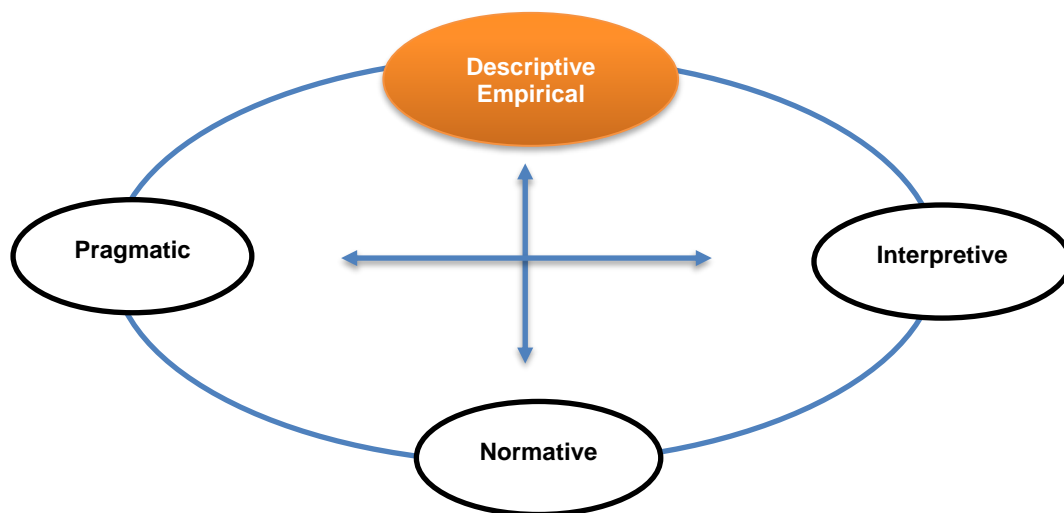 Descriptive
Empirical
Pragmatic
Interpretive
Normative